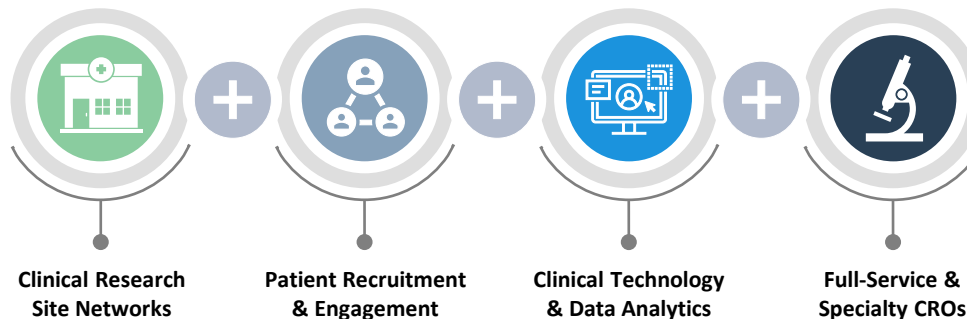 Clinical Research
Site Networks
Patient Recruitment
& Engagement
Clinical Technology
& Data Analytics
Full-Service &
Specialty CROs